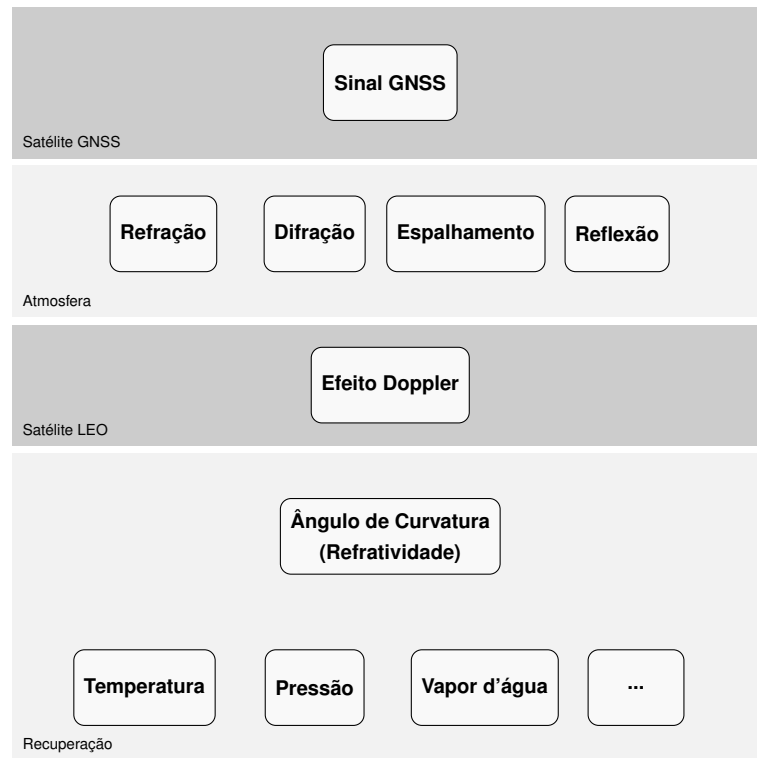 Sinal GNSS
Satélite GNSS
Refração
Difração
Espalhamento
Reflexão
Atmosfera
Efeito Doppler
Satélite LEO
Ângulo de Curvatura
(Refratividade)
Temperatura
Pressão
Vapor d'água
...
Recuperação